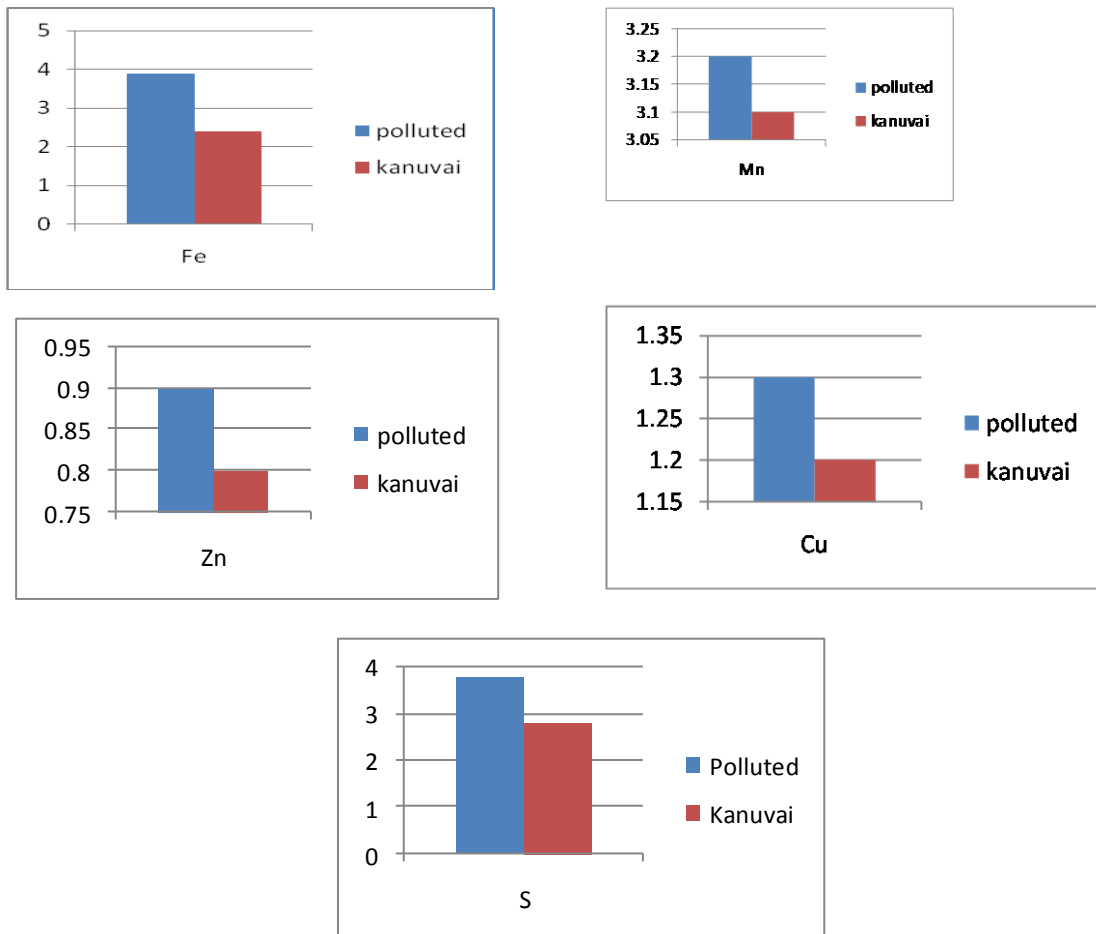 5
4
3
2
1
0
Fe
polluted
kanuvai
3.25
3.2
3.15
3.1
3.05
Mn
polluted
kanuvai
0.95
0.9
0.85
0.8
0.75
Zn
polluted
kanuvai
1.35
1.3
1.25
1.2
1.15
Cu
polluted
kanuvai
4
3
2
1
0
S
Polluted
Kanuvai